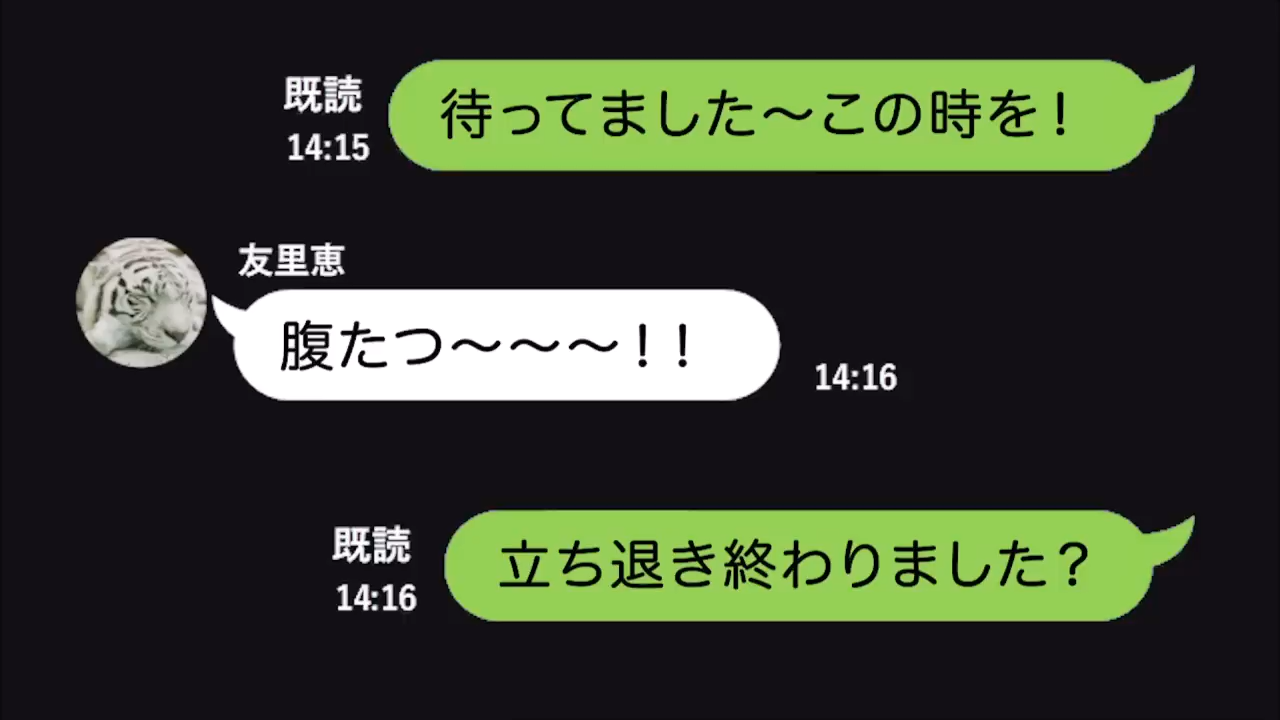 既読
14:15
待ってました〜この時を!
友里恵
腹たつ〜〜〜!!
14:16
既読
14:16
立ち退き終わりました?